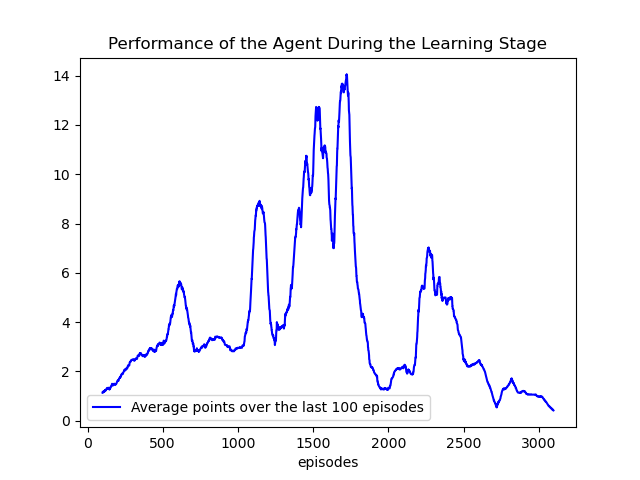 Performance of the Agent During the Learning Stage
14
12
10
8
6
4
2
0
Average points over the last 100 episodes
0 500 1000 1500 2000 2500 3000
episodes